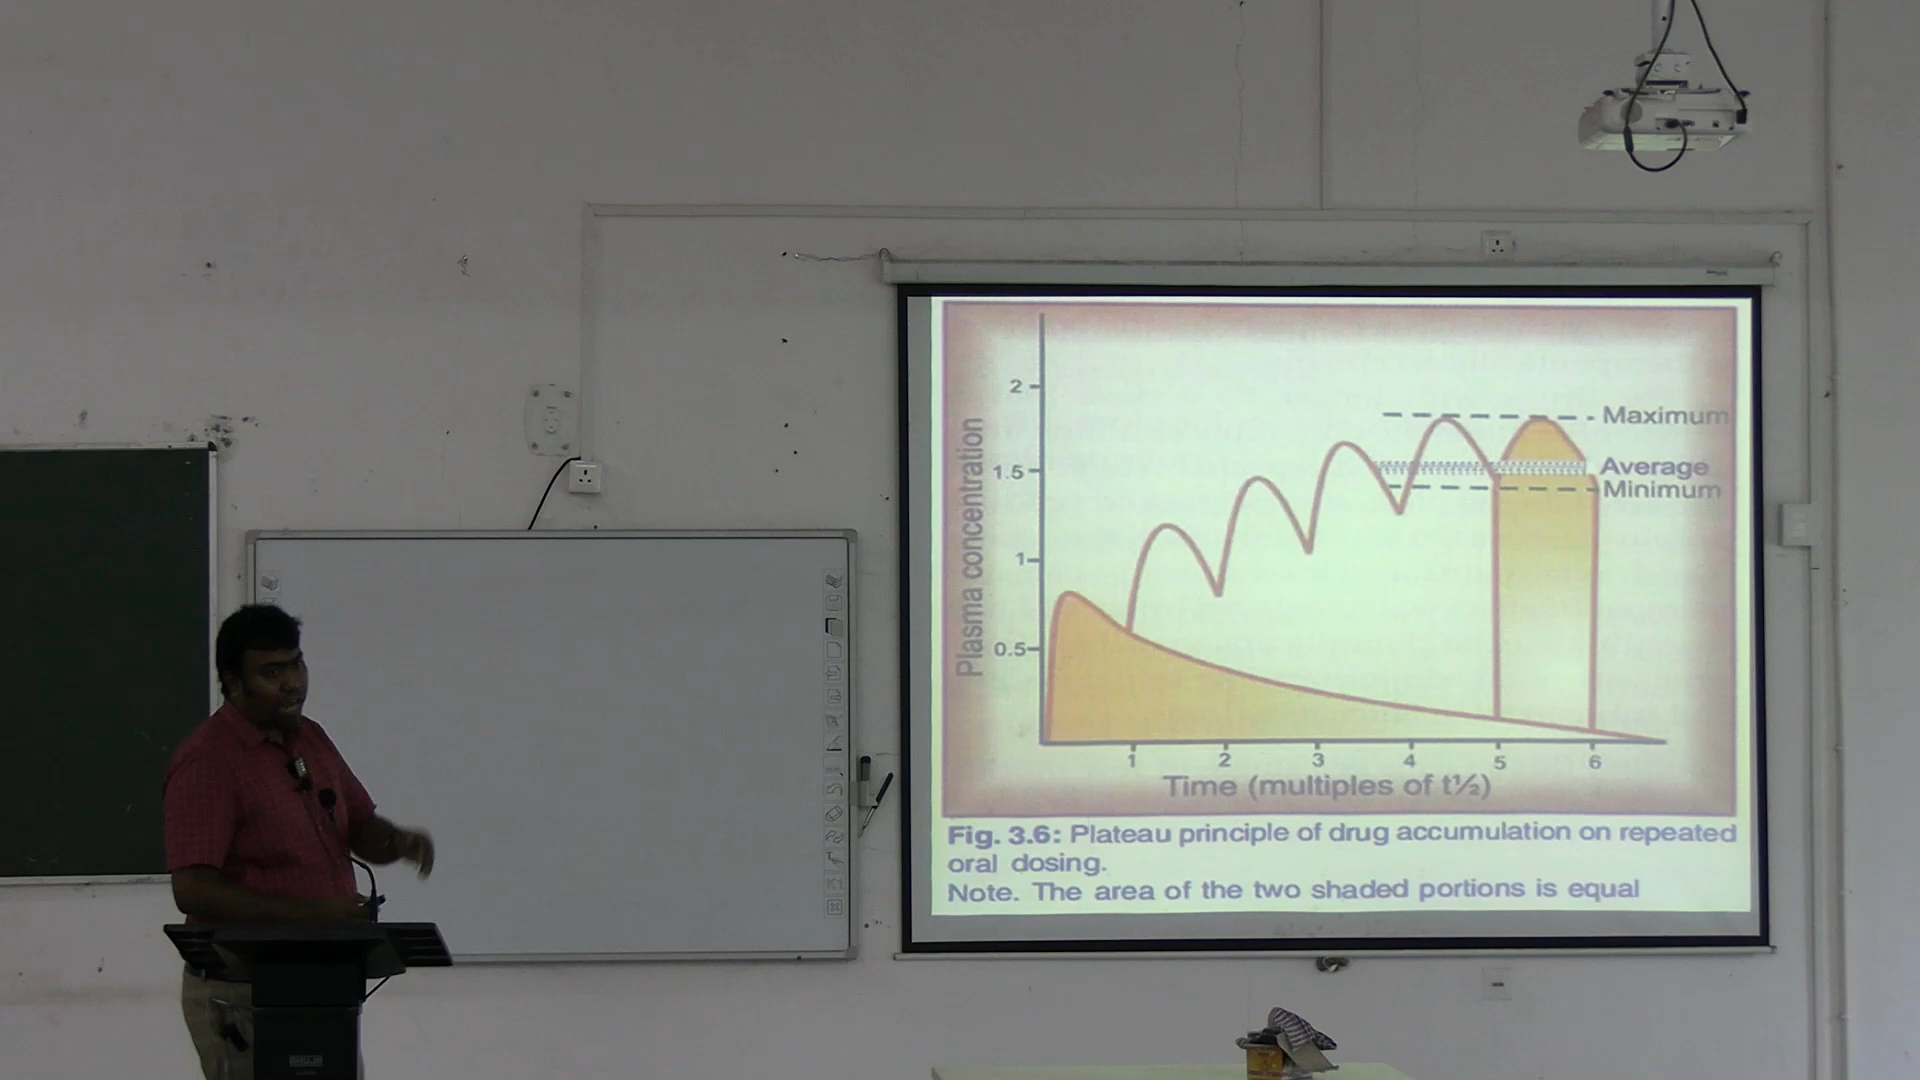 2
Maximum
1.5
Average
Minimum
Plasma concentration
1
0.5
1 2 3 4 5 6
Time (multiples of t½)
Fig. 3.6: Plateau principle of drug accumulation on repeated
oral dosing.
Note. The area of the two shaded portions is equal
AHUJA